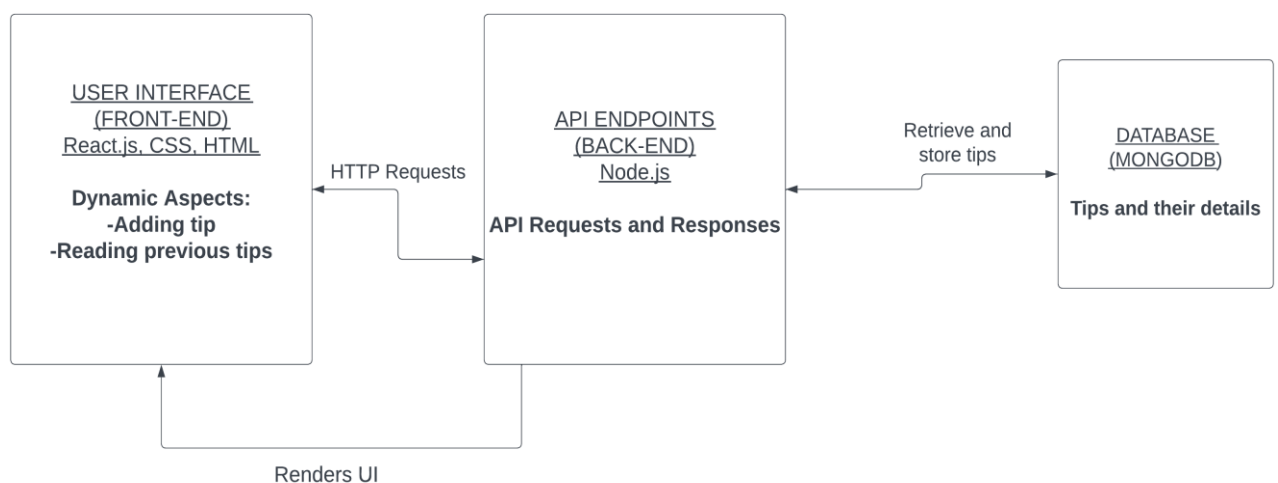 USER INTERFACE
(FRONT-END)
React.js, CSS, HTML
Dynamic Aspects:
-Adding tip
-Reading previous tips
HTTP Requests
API ENDPOINTS
(BACK-END)
Node.js
API Requests and Responses
Retrieve and
store tips
DATABASE
(MONGODB)
Tips and their details
Renders UI